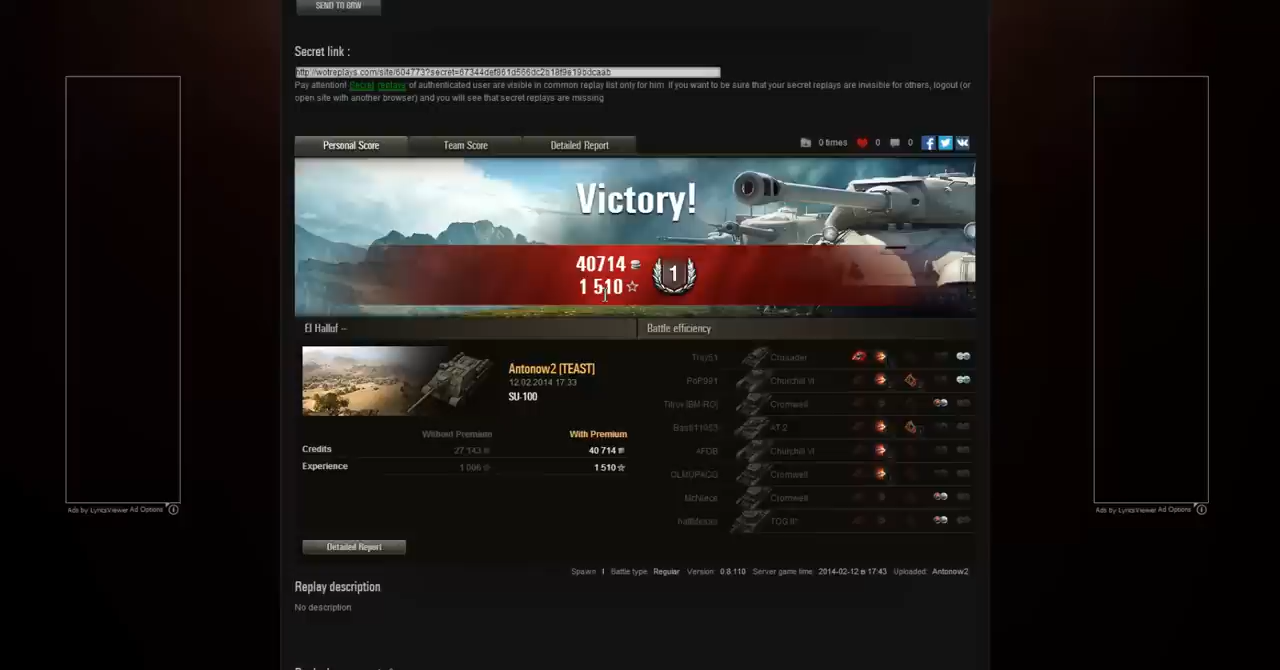 SEND TO BRW
Secret link :
Pay attention! Secret replays of authenticated user are visible in common replay list only for him. If you want to be sure that your secret replays are invisible for others, logout (or
open site with another browser) and you will see that secret replays are missing
Personal Score Team Score Detailed Report 0 times 0 0
Victory!
40714
1 510 1
El Halluf -- Battle efficiency
Antonow2 [TEAST]
12.02.2014 17:33
SU-100
Without Premium With Premium
Credits 27 143 40 714
Experience 1 006 1 510
Crusader
Churchill VI
Cromwell
AT 2
Churchill VI
Cromwell
Cromwell
TOG II*
Detailed Report
Spawn I Battle type: Regular Version: 0.8.110 Server game time: 2014-02-12 в 17:43 Uploaded: Antonow2
Replay description
No description
Ads by LyricsViewer Ad Options
Ads by LyricsViewer Ad Options